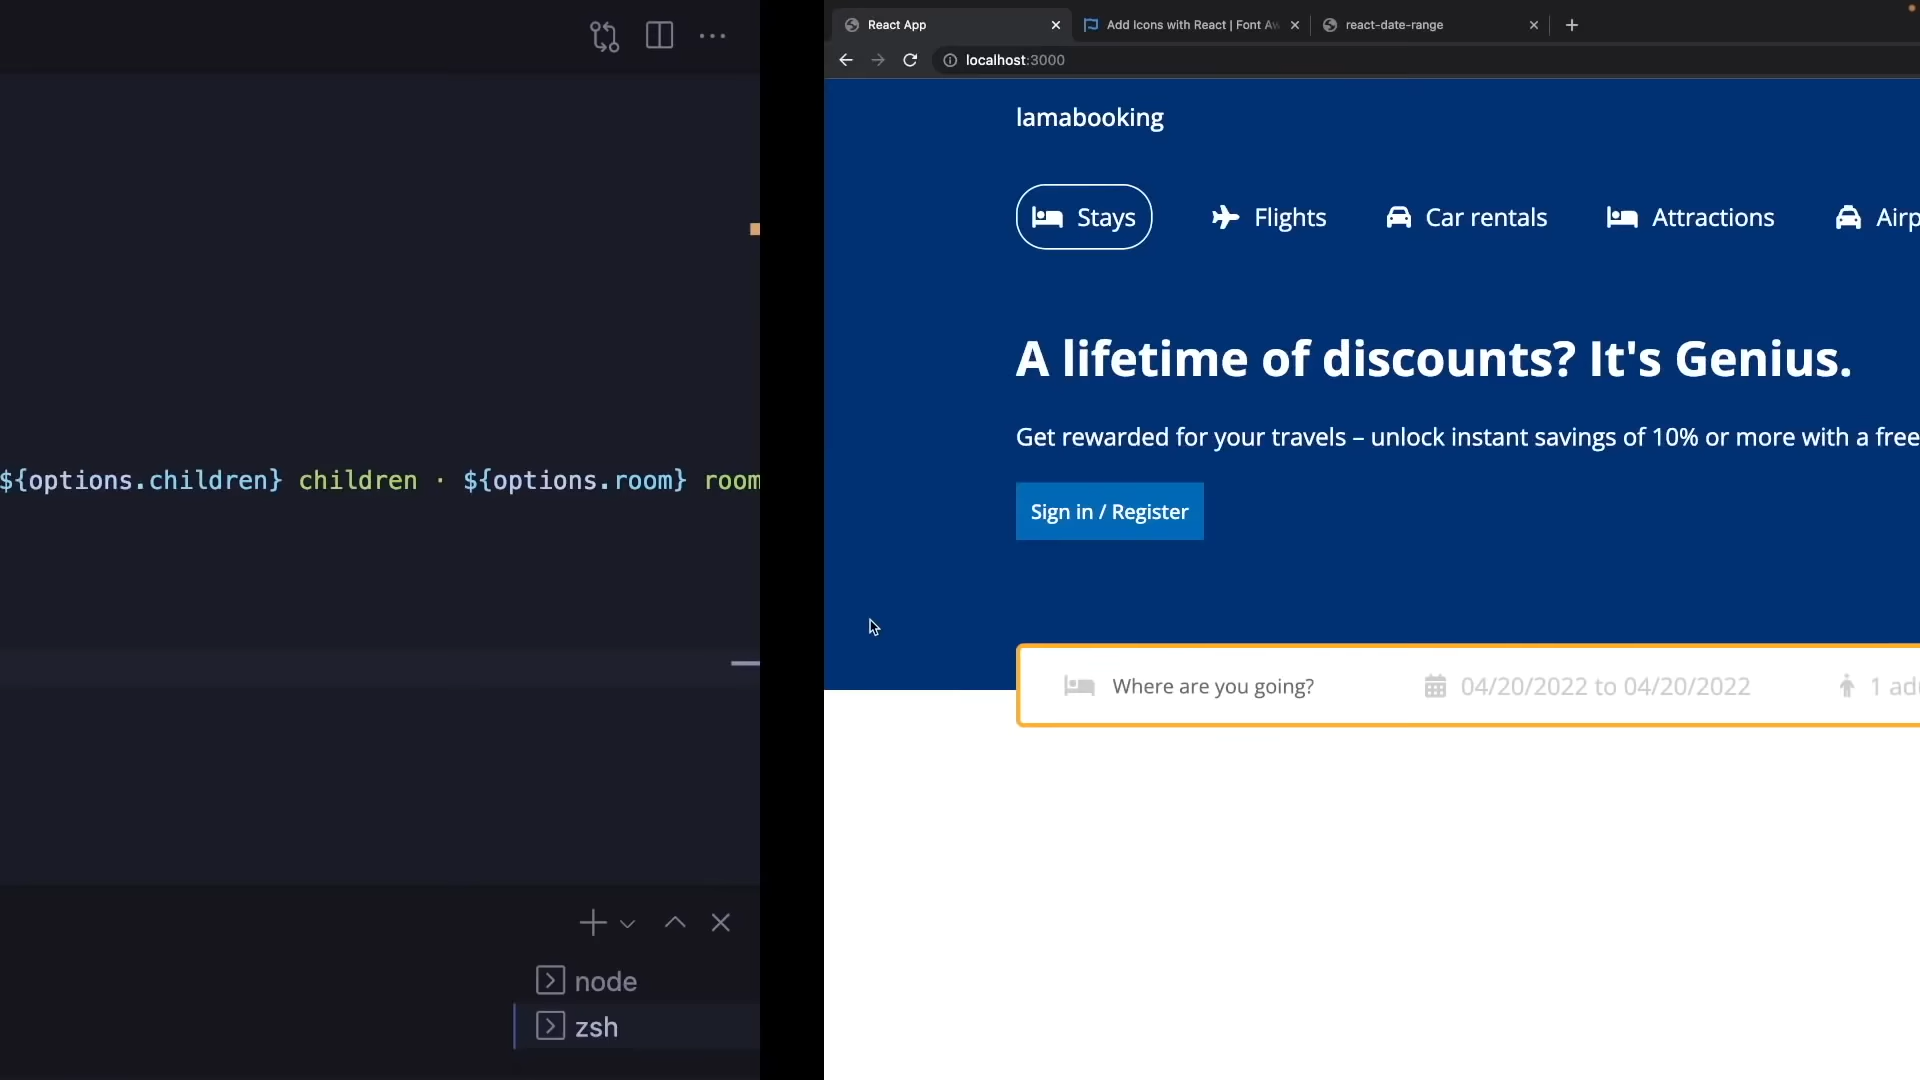 React App
Add Icons with React | Font Aw
react-date-range
localhost:3000
lamabooking
Stays
Flights
Car rentals
Attractions
Airp
A lifetime of discounts? It's Genius.
Get rewarded for your travels – unlock instant savings of 10% or more with a free
${options.children} children · ${options.room} room
Sign in / Register
Where are you going?
04/20/2022 to 04/20/2022
1 adu
node
zsh